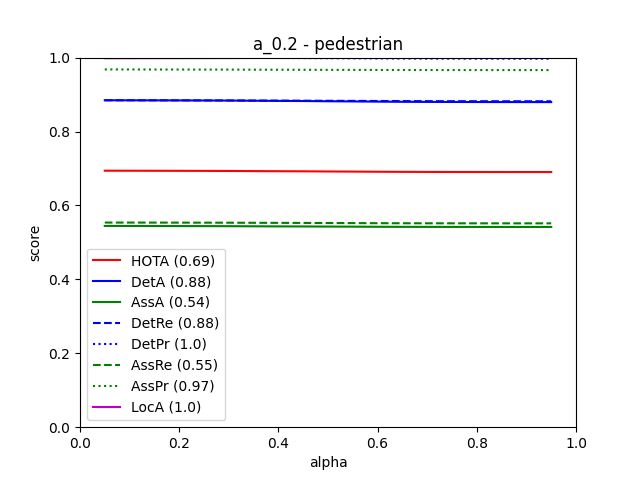 a_0.2 - pedestrian
1.0
0.8
0.6
0.4
0.2
0.0
score
HOTA (0.69)
DetA (0.88)
AssA (0.54)
DetRe (0.88)
DetPr (1.0)
AssRe (0.55)
AssPr (0.97)
LocA (1.0)
0.0 0.2 0.4 0.6 0.8 1.0
alpha